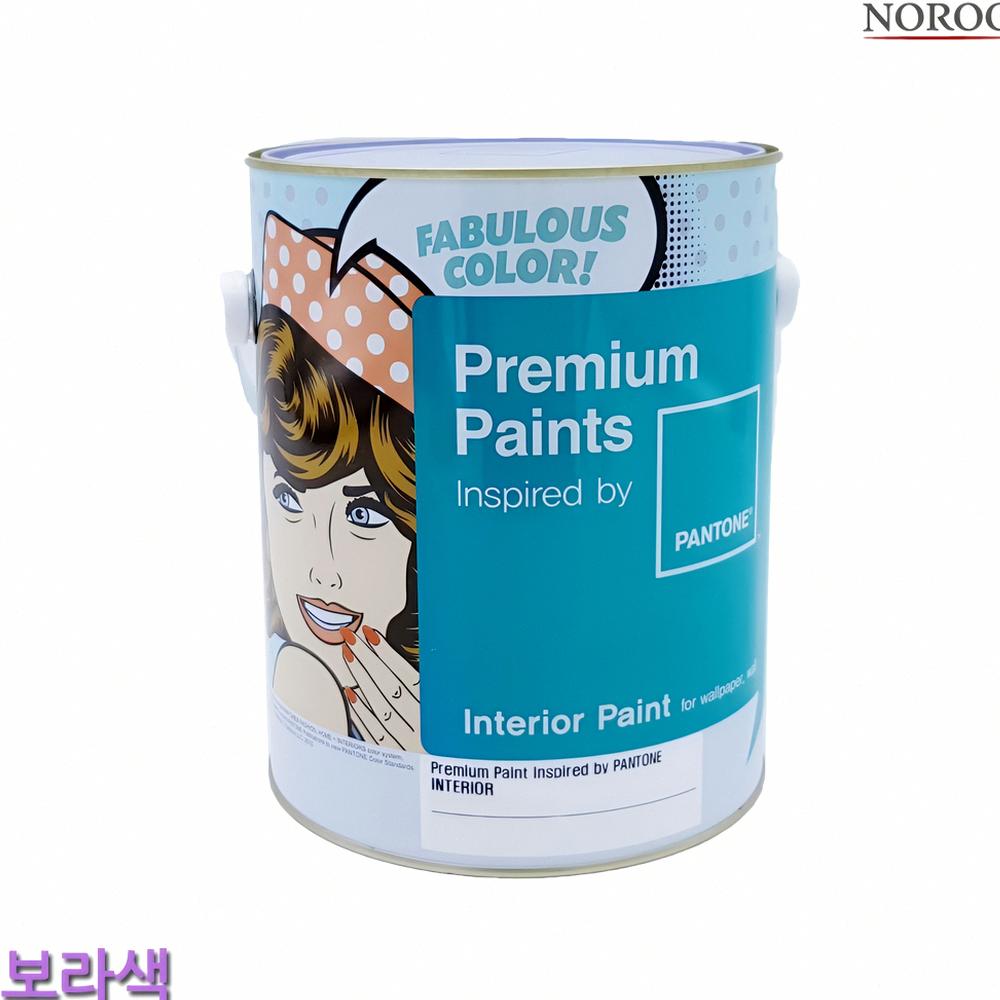 NOROO
FABULOUS
COLOR!
Premium
Paints
Inspired by
PANTONE®
Interior Paint for wallpaper, wall
Premium Paint Inspired by PANTONE
INTERIOR
보라색